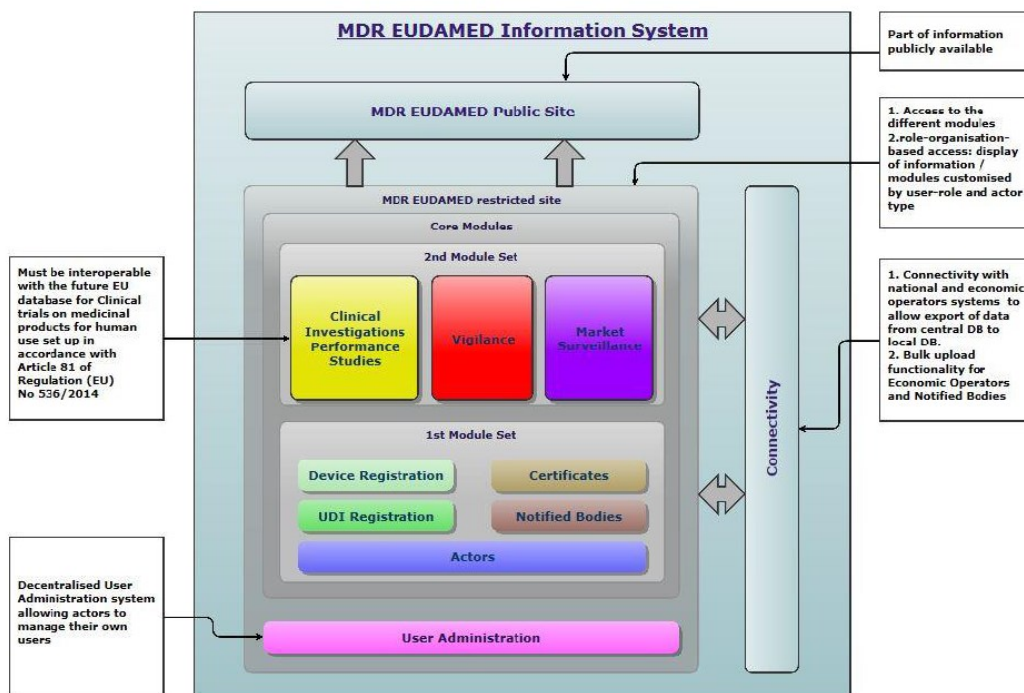 MDR EUDAMED Information System
Part of information
publicly available
MDR EUDAMED Public Site
1. Access to the
different modules
2.role-organisation-
based access: display
of information /
modules customised
by user-role and actor
type
MDR EUDAMED restricted site
Core Modules
2nd Module Set
Clinical
Investigations
Performance
Studies
Vigilance
Market
Surveillance
Must be interoperable
with the future EU
database for Clinical
trials on medicinal
products for human
use set up in
accordance with
Article 81 of
Regulation (EU)
No 536/2014
1. Connectivity with
national and economic
operators systems to
allow export of data
from central DB to
local DB.
2. Bulk upload
functionality for
Economic Operators
and Notified Bodies
Connectivity
1st Module Set
Device Registration
Certificates
UDI Registration
Notified Bodies
Actors
Decentralised User
Administration system
allowing actors to
manage their own
users
User Administration